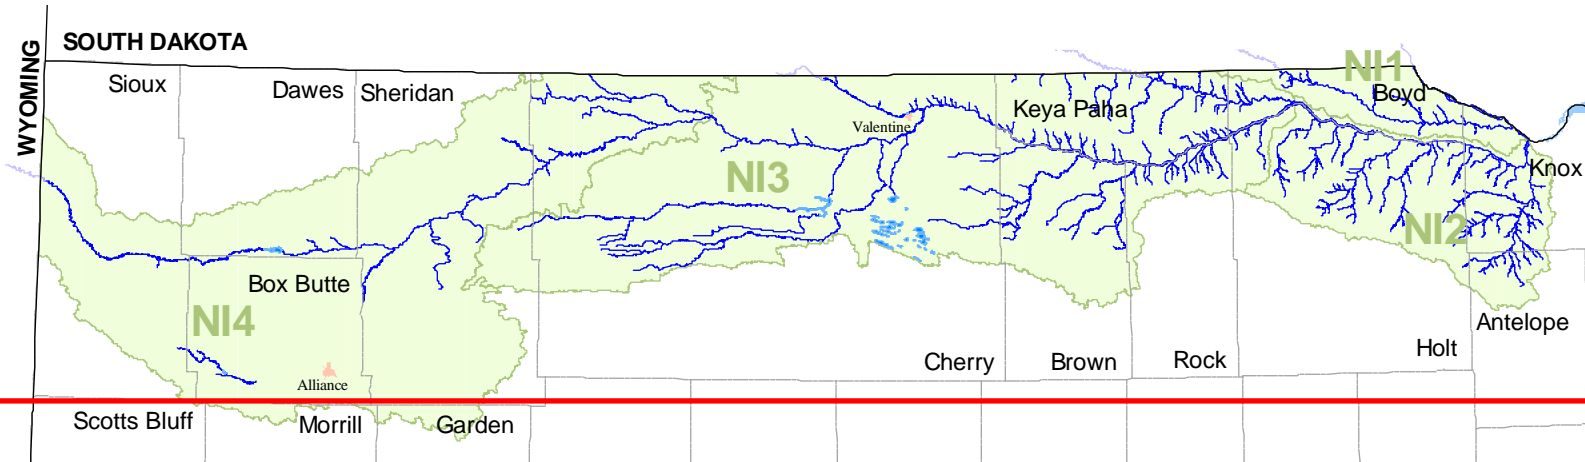 SOUTH DAKOTA
WYOMING
NI1
Sioux
Dawes
Sheridan
Boyd
Keya Paha
Valentine
Knox
NI3
NI2
Box Butte
NI4
Antelope
Holt
Rock
Cherry
Brown
Alliance
Scotts Bluff
Morrill
Garden